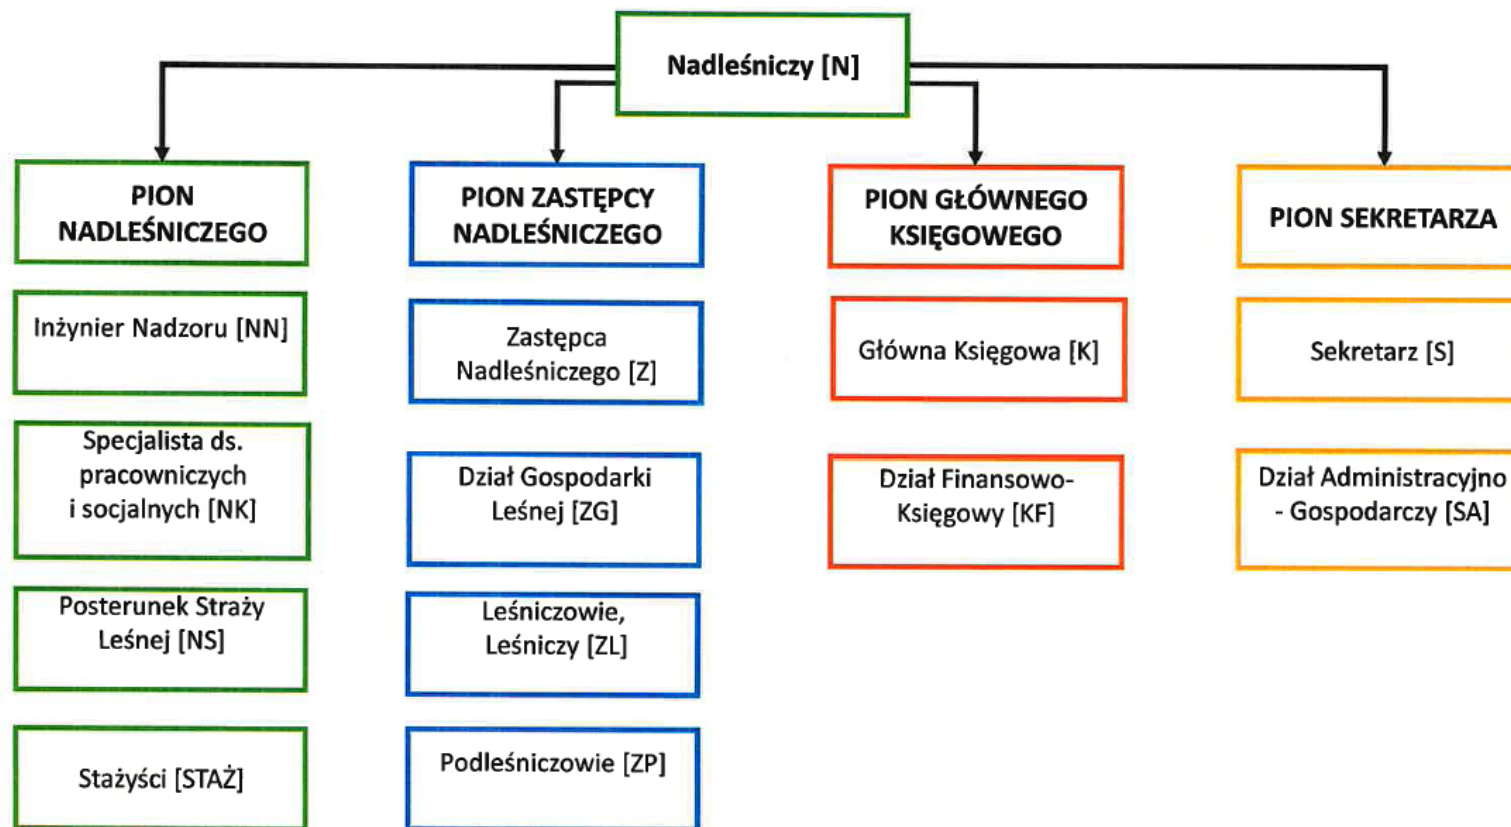 Nadleśniczy [N]
PION
NADLEŚNICZEGO
PION ZASTĘPCY
NADLEŚNICZEGO
PION GŁÓWNEGO
KSIĘGOWEGO
PION SEKRETARZA
Inżynier Nadzoru [NN]
Zastępca
Nadleśniczego [Z]
Główna Księgowa [K]
Sekretarz [S]
Specjalista ds.
pracowniczych
i socjalnych [NK]
Dział Gospodarki
Leśnej [ZG]
Dział Finansowo-
Księgowy [KF]
Dział Administracyjno
- Gospodarczy [SA]
Posterunek Straży
Leśnej [NS]
Leśniczowie,
Leśniczy [ZL]
Stażyści [STAŻ]
Podleśniczowie [ZP]